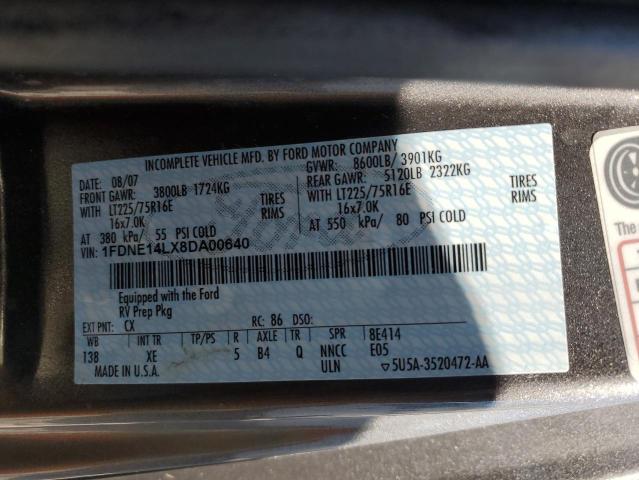 INCOMPLETE VEHICLE MFD. BY FORD MOTOR COMPANY
DATE: 08/07 GVWR: 8600LB/ 3901KG
FRONT GAWR: 3800LB 1724KG REAR GAWR: 5120LB 2322KG
WITH LT225/75R16E TIRES WITH LT225/75R16E TIRES
16x7.0K RIMS 16x7.0K RIMS
AT 380 kPa/ 55 PSI COLD AT 550 kPa/ 80 PSI COLD
VIN: 1FDNE14LX8DA00640
Equipped with the Ford
RV Prep Pkg
EXT PNT: CX RC: 86 DSO:
WB INT TR TP/PS R AXLE TR SPR 8E414
138 XE 5 B4 Q NNCC E05
MADE IN U.S.A. ULN ▽5U5A-3520472-AA